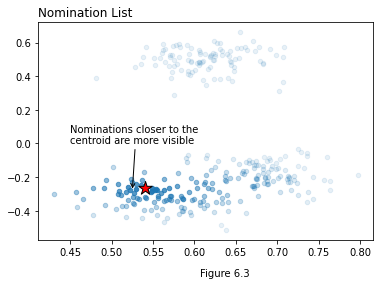 Nomination List
0.6
0.4
0.2
0.0
−0.2
−0.4
Nominations closer to the
centroid are more visible
0.45 0.50 0.55 0.60 0.65 0.70 0.75 0.80
Figure 6.3